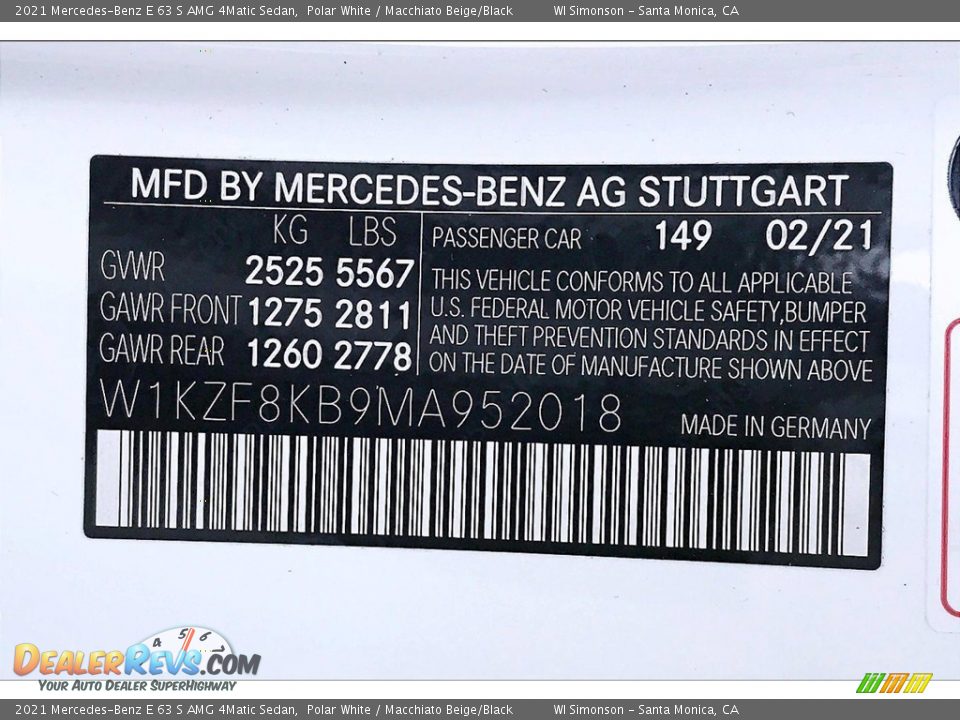 2021 Mercedes-Benz E 63 S AMG 4Matic Sedan, Polar White / Macchiato Beige/Black WI Simonson - Santa Monica, CA
MFD BY MERCEDES-BENZ AG STUTTGART
KG LBS
GVWR 2525 5567
GAWR FRONT 1275 2811
GAWR REAR 1260 2778
PASSENGER CAR 149 02/21
THIS VEHICLE CONFORMS TO ALL APPLICABLE
U.S. FEDERAL MOTOR VEHICLE SAFETY,BUMPER
AND THEFT PREVENTION STANDARDS IN EFFECT
ON THE DATE OF MANUFACTURE SHOWN ABOVE
W1KZF8KB9MA952018
MADE IN GERMANY
4 5 6 7
DEALERREVS.COM
YOUR AUTO DEALER SUPERHIGHWAY
2021 Mercedes-Benz E 63 S AMG 4Matic Sedan, Polar White / Macchiato Beige/Black WI Simonson - Santa Monica, CA